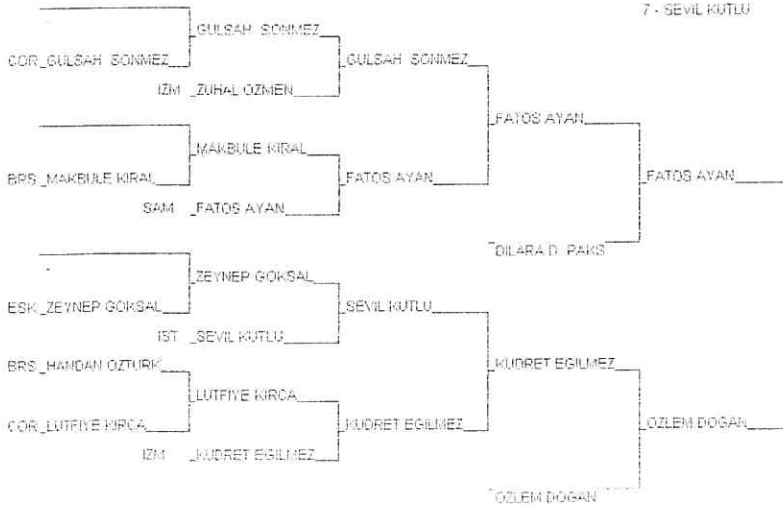 7 - SEVIL KUTLU
GULSAH SONMEZ
COR GULSAH SONMEZ
GULSAH SONMEZ
IZM ZUHAL OZMEN
FATOS AYAN
MAKBULE KIRAL
BRS MAKBULE KIRAL
FATOS AYAN
FATOS AYAN
SAM FATOS AYAN
DILARA D. PAKS
ZEYNEP GOKSAL
ESK ZEYNEP GOKSAL
SEVIL KUTLU
IST SEVIL KUTLU
BRS HANDAN OZTURK
KUDRET EGILMEZ
LUTFIYE KIRCA
COR LUTFIYE KIRCA
KUDRET EGILMEZ
OZLEM DOGAN
IZM KUDRET EGILMEZ
OZLEM DOGAN